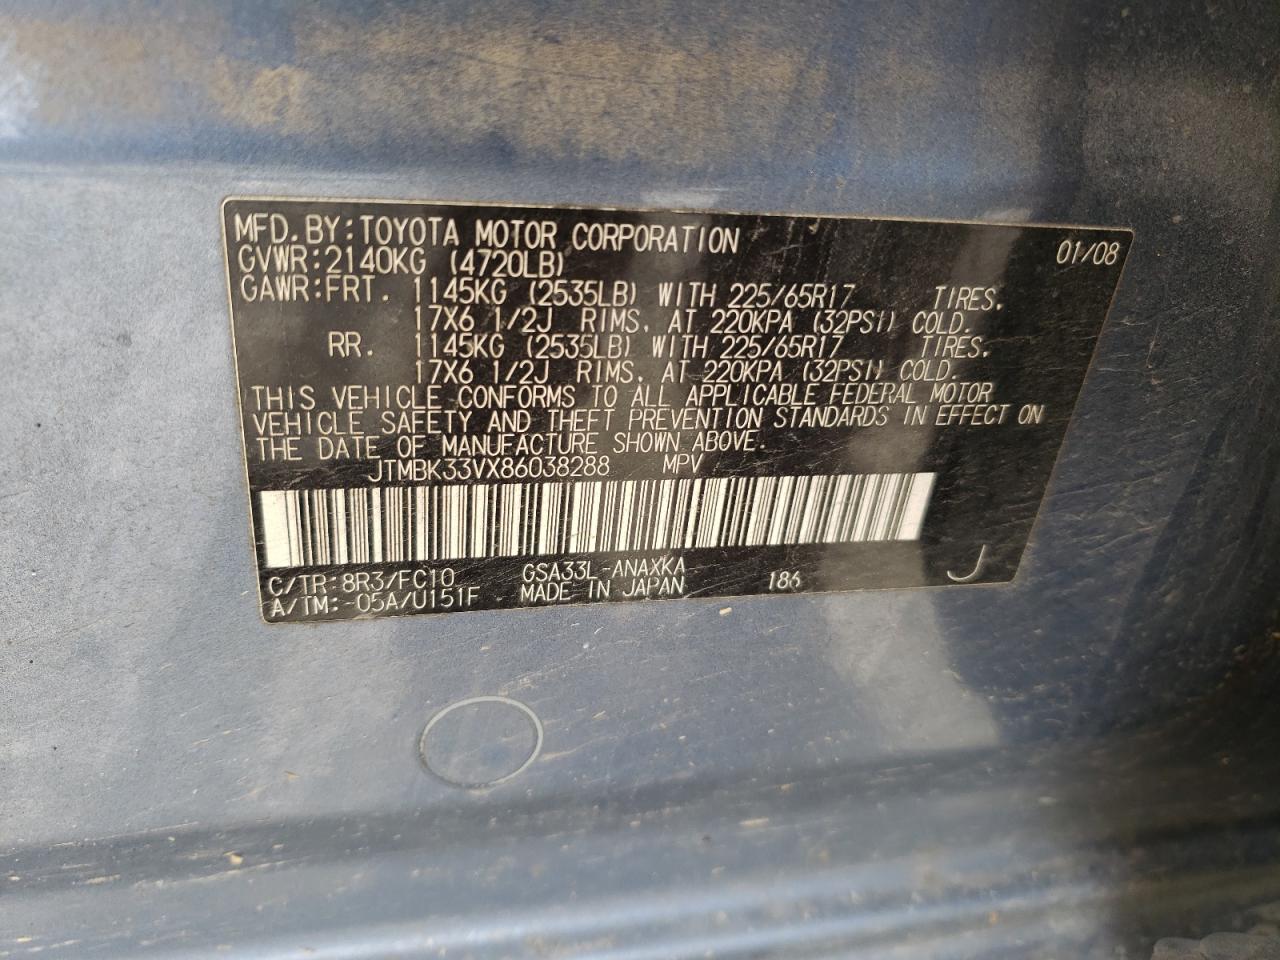 MFD. BY: TOYOTA MOTOR CORPORATION 01/08
GVWR: 2140KG (4720LB)
GAWR: FRT. 1145KG (2535LB) WITH 225/65R17 TIRES,
17X6 1/2J RIMS, AT 220KPA (32PSI) COLD.
RR. 1145KG (2535LB) WITH 225/65R17 TIRES,
17X6 1/2J RIMS, AT 220KPA (32PSI) COLD.
THIS VEHICLE CONFORMS TO ALL APPLICABLE FEDERAL MOTOR
VEHICLE SAFETY AND THEFT PREVENTION STANDARDS IN EFFECT ON
THE DATE OF MANUFACTURE SHOWN ABOVE.
JTMBK33VX86038288 MPV
C/TR: 8R3/FC10 GSA33L-ANAXKA 186 J
A/TM: -05A/U151F MADE IN JAPAN